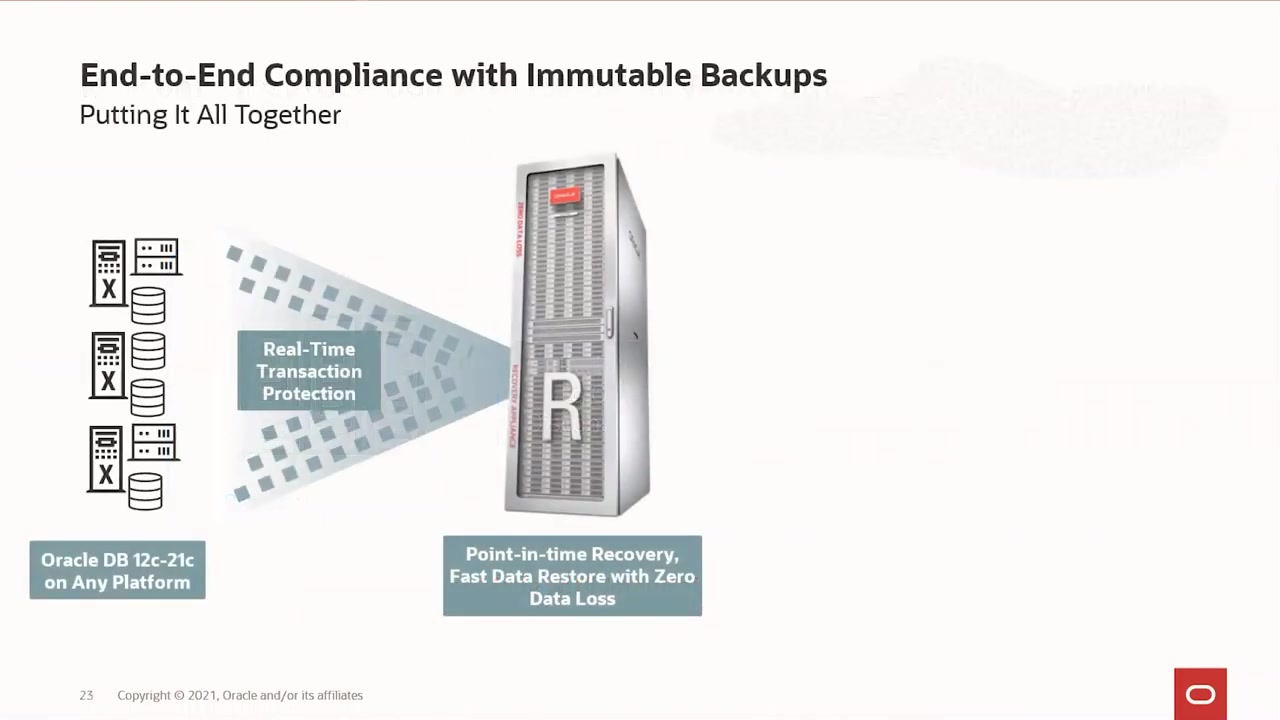 End-to-End Compliance with Immutable Backups
Putting It All Together
ORACLE
ZERO DATA LOSS
RECOVERY APPLIANCE
R
X
X
X
Real-Time
Transaction
Protection
Oracle DB 12c-21c
on Any Platform
Point-in-time Recovery,
Fast Data Restore with Zero
Data Loss
23 Copyright © 2021, Oracle and/or its affiliates